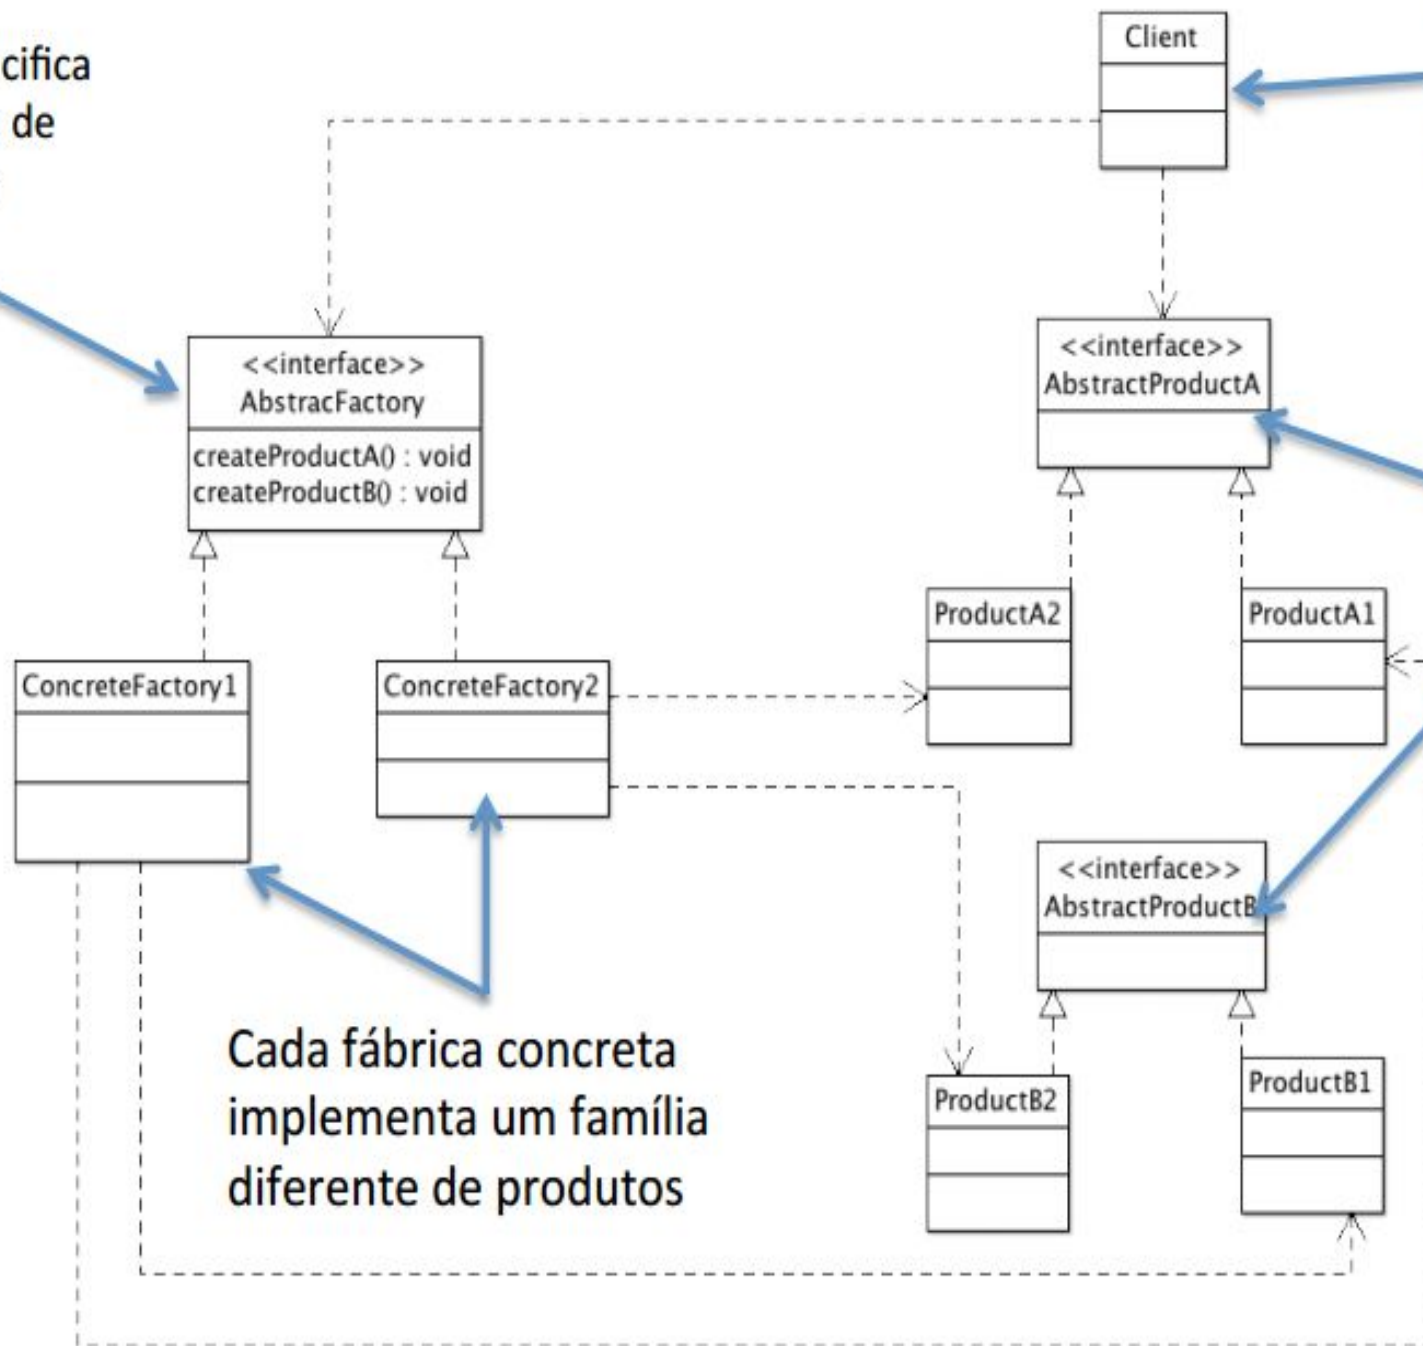 cifica
de
Client
<<interface>>
AbstracFactory
createProductA() : void
createProductB() : void
<<interface>>
AbstractProductA
ProductA2
ProductA1
ConcreteFactory1
ConcreteFactory2
<<interface>>
AbstractProductB
Cada fábrica concreta
implementa um família
diferente de produtos
ProductB2
ProductB1